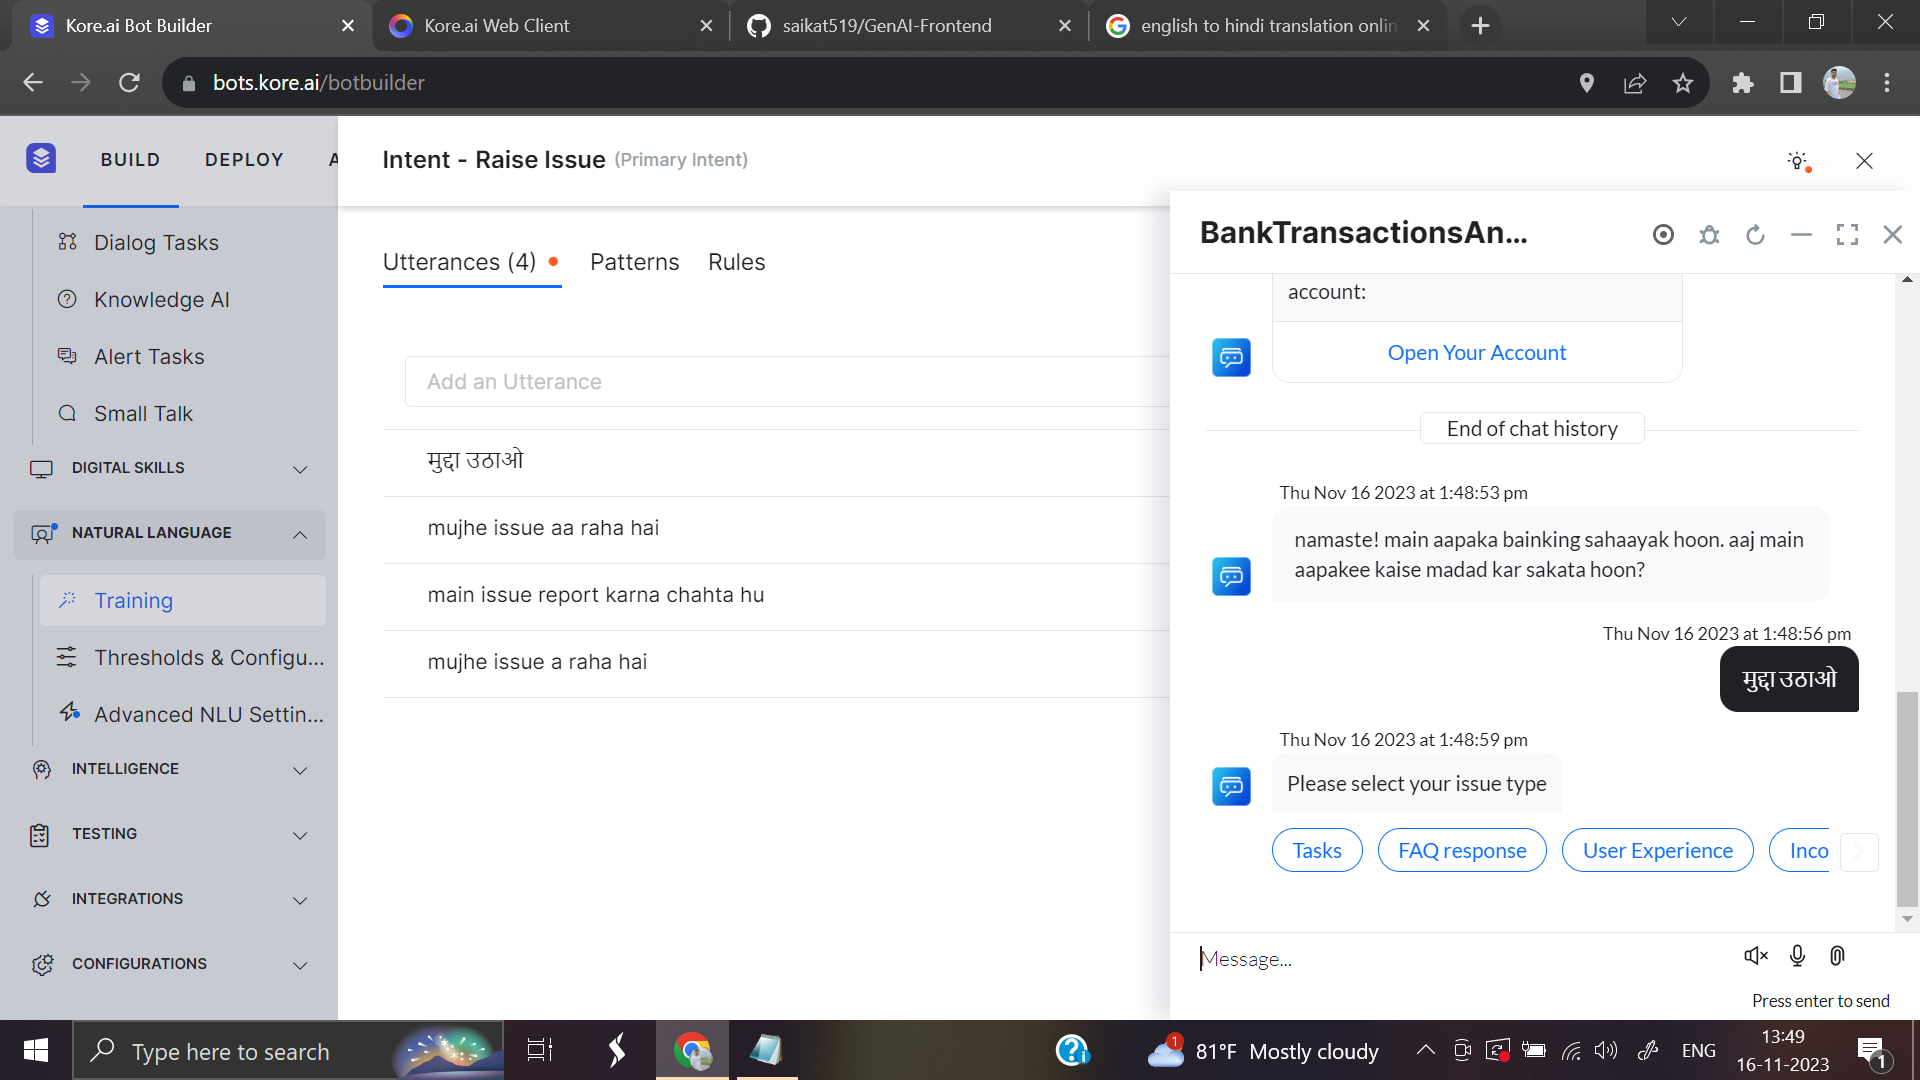 Kore.ai Bot Builder
Kore.ai Web Client
saikat519/GenAI-Frontend
english to hindi translation onlin
bots.kore.ai/botbuilder
BUILD
DEPLOY
A
Intent - Raise Issue (Primary Intent)
Dialog Tasks
Knowledge AI
Alert Tasks
Small Talk
DIGITAL SKILLS
NATURAL LANGUAGE
Training
Thresholds & Configu...
Advanced NLU Settin...
INTELLIGENCE
TESTING
INTEGRATIONS
CONFIGURATIONS
Utterances (4)
Patterns
Rules
Add an Utterance
मुद्दा उठाओ
mujhe issue aa raha hai
main issue report karna chahta hu
mujhe issue a raha hai
BankTransactionsAn...
account:
Open Your Account
End of chat history
Thu Nov 16 2023 at 1:48:53 pm
namaste! main aapaka bainking sahaayak hoon. aaj main
aapakee kaise madad kar sakata hoon?
Thu Nov 16 2023 at 1:48:56 pm
मुद्दा उठाओ
Thu Nov 16 2023 at 1:48:59 pm
Please select your issue type
Tasks
FAQ response
User Experience
Inco
Message...
Press enter to send
Type here to search
1
81°F Mostly cloudy
ENG
13:49
16-11-2023
1